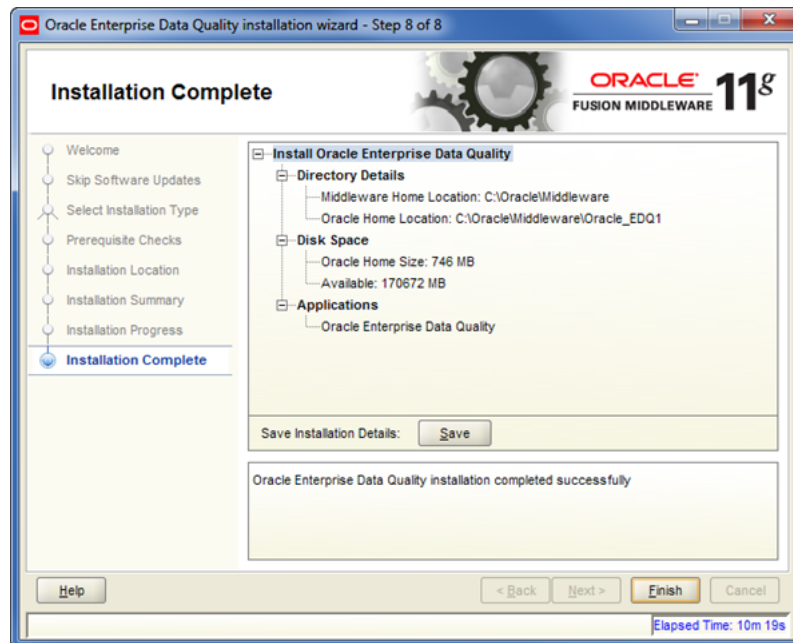 Oracle Enterprise Data Quality installation wizard - Step 8 of 8
Installation Complete
ORACLE
FUSION MIDDLEWARE 11g
Welcome
Skip Software Updates
Select Installation Type
Prerequisite Checks
Installation Location
Installation Summary
Installation Progress
Installation Complete
Install Oracle Enterprise Data Quality
Directory Details
Middleware Home Location: C:\Oracle\Middleware
Oracle Home Location: C:\Oracle\Middleware\Oracle_EDQ1
Disk Space
Oracle Home Size: 746 MB
Available: 170672 MB
Applications
Oracle Enterprise Data Quality
Save Installation Details: Save
Oracle Enterprise Data Quality installation completed successfully
Help < Back Next > Finish Cancel
Elapsed Time: 10m 19s